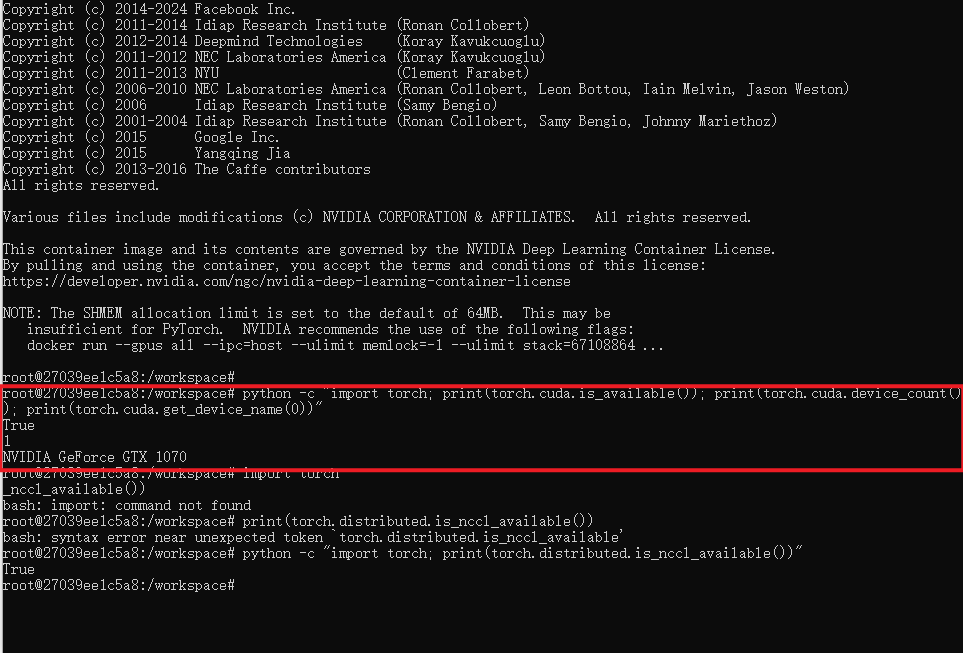 Copyright (c) 2014-2024 Facebook Inc.
Copyright (c) 2011-2014 Idiap Research Institute (Ronan Collobert)
Copyright (c) 2012-2014 Deepmind Technologies    (Koray Kavukcuoglu)
Copyright (c) 2011-2012 NEC Laboratories America (Koray Kavukcuoglu)
Copyright (c) 2011-2013 NYU                      (Clement Farabet)
Copyright (c) 2006-2010 NEC Laboratories America (Ronan Collobert, Leon Bottou, Iain Melvin, Jason Weston)
Copyright (c) 2006      Idiap Research Institute (Samy Bengio)
Copyright (c) 2001-2004 Idiap Research Institute (Ronan Collobert, Samy Bengio, Johnny Mariethoz)
Copyright (c) 2015      Google Inc.
Copyright (c) 2015      Yangqing Jia
Copyright (c) 2013-2016 The Caffe contributors
All rights reserved.
Various files include modifications (c) NVIDIA CORPORATION & AFFILIATES.  All rights reserved.
This container image and its contents are governed by the NVIDIA Deep Learning Container License.
By pulling and using the container, you accept the terms and conditions of this license:
https://developer.nvidia.com/ngc/nvidia-deep-learning-container-license
NOTE: The SHMEM allocation limit is set to the default of 64MB.  This may be
   insufficient for PyTorch.  NVIDIA recommends the use of the following flags:
   docker run --gpus all --ipc=host --ulimit memlock=-1 --ulimit stack=67108864 ...
root@27039ee1c5a8:/workspace#
root@27039ee1c5a8:/workspace# python -c "import torch; print(torch.cuda.is_available()); print(torch.cuda.device_count()
); print(torch.cuda.get_device_name(0))"
True
1
NVIDIA GeForce GTX 1070
root@27039ee1c5a8:/workspace# import torch
_nccl_available())
bash: import: command not found
root@27039ee1c5a8:/workspace# print(torch.distributed.is_nccl_available())
bash: syntax error near unexpected token `torch.distributed.is_nccl_available'
root@27039ee1c5a8:/workspace# python -c "import torch; print(torch.distributed.is_nccl_available())"
True
root@27039ee1c5a8:/workspace#